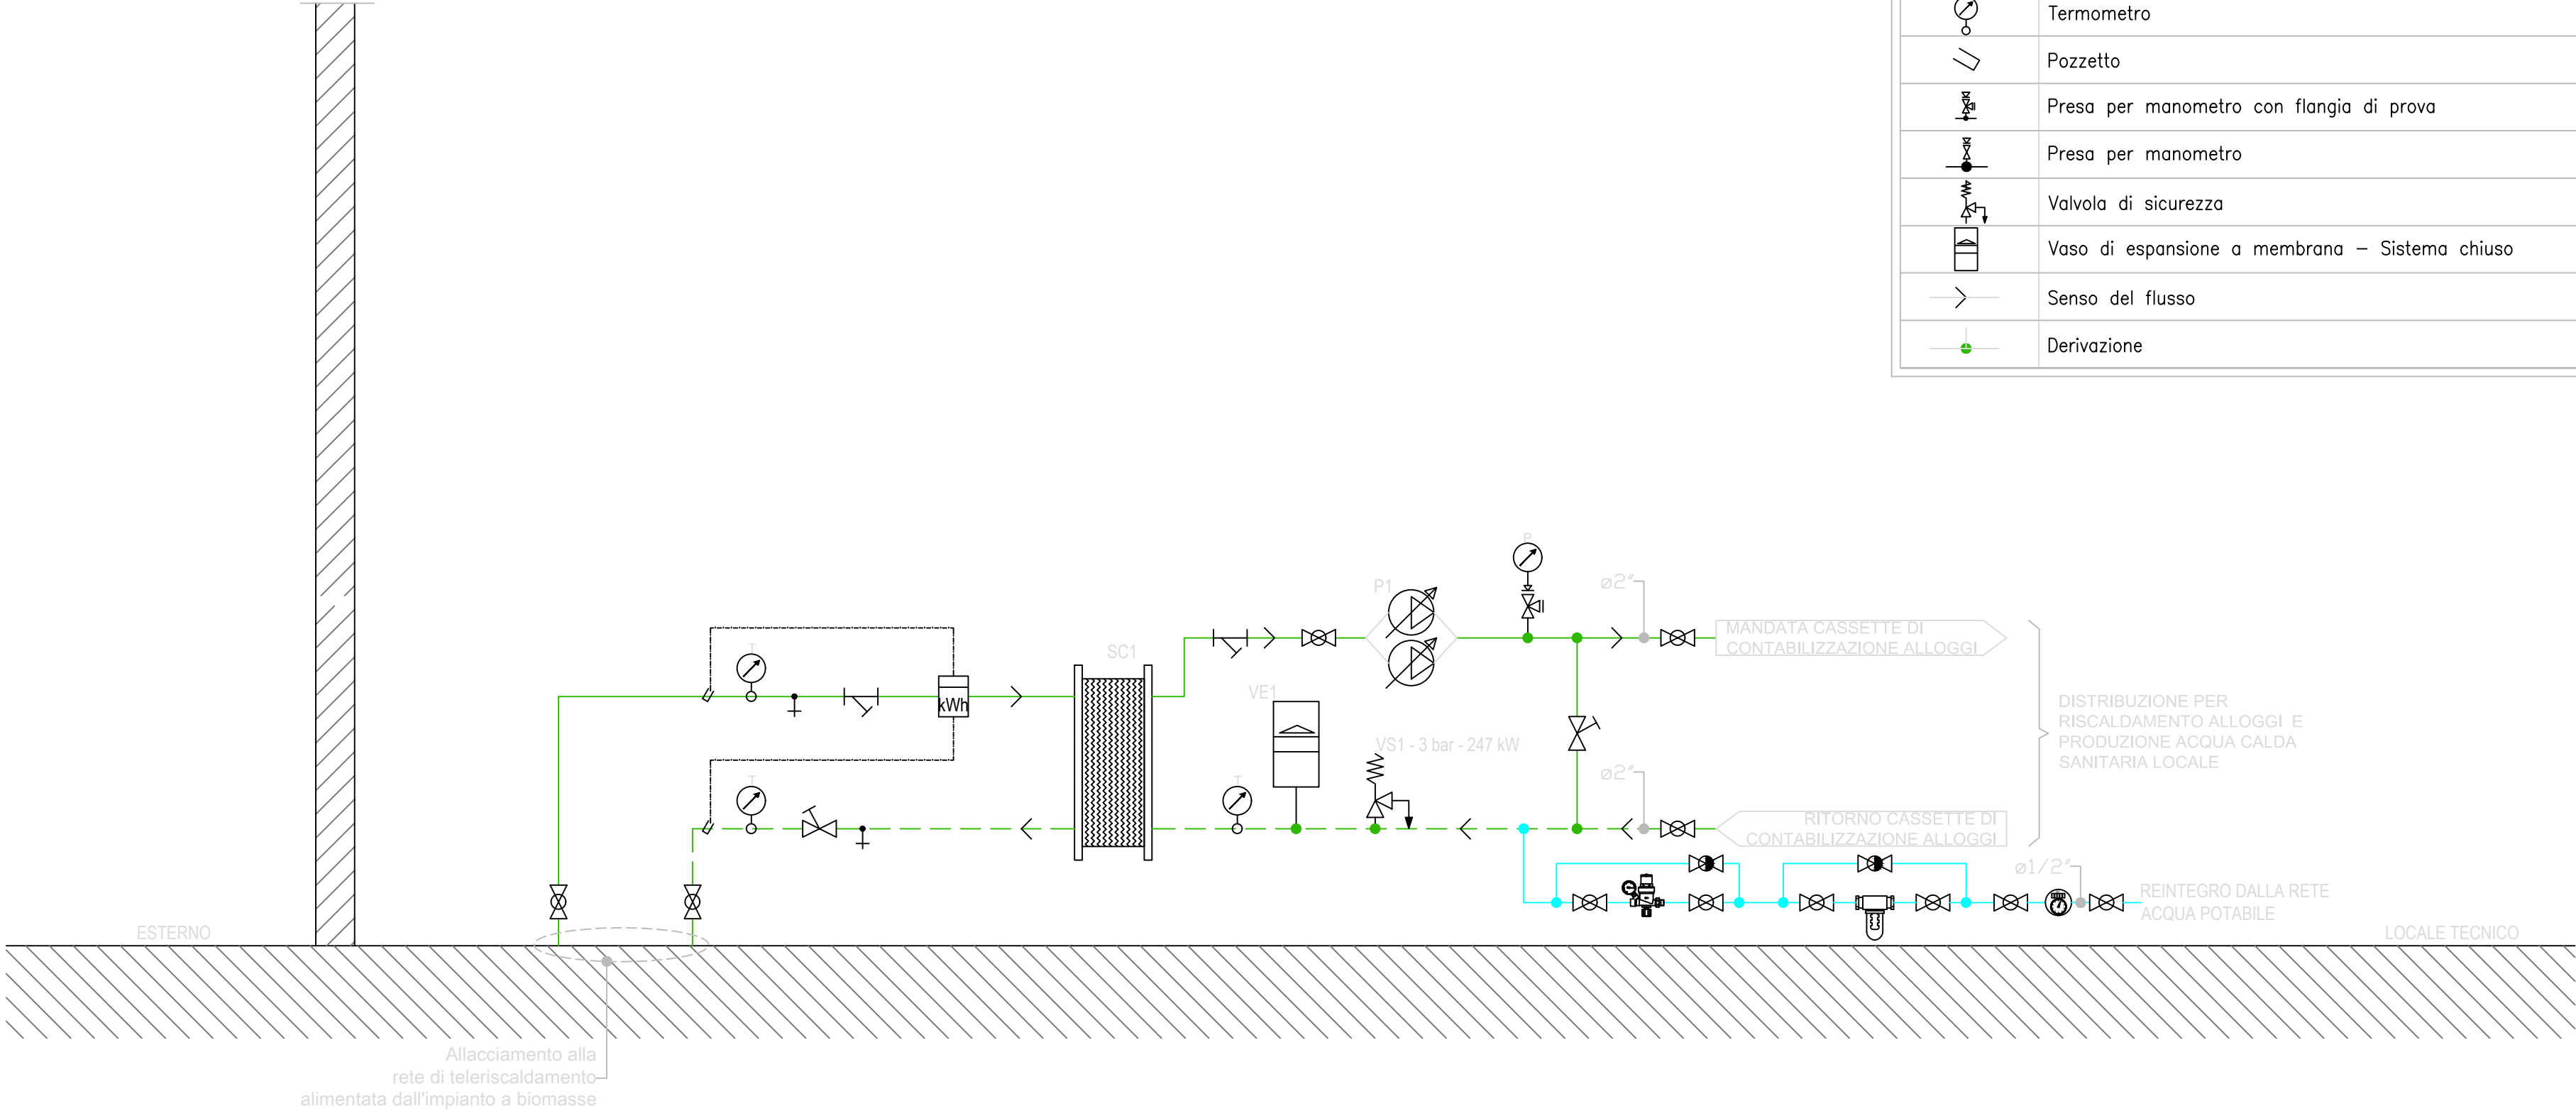 Termometro
Pozzetto
Presa per manometro con flangia di prova
Presa per manometro
Valvola di sicurezza
Vaso di espansione a membrana – Sistema chiuso
Senso del flusso
Derivazione
P
P1
ø2"
MANDATA CASSETTE DI
CONTABILIZZAZIONE ALLOGGI
T
SC1
VE1
kWh
VS1 - 3 bar - 247 kW
DISTRIBUZIONE PER
RISCALDAMENTO ALLOGGI E
PRODUZIONE ACQUA CALDA
SANITARIA LOCALE
T
T
ø2"
RITORNO CASSETTE DI
CONTABILIZZAZIONE ALLOGGI
ø1/2"
REINTEGRO DALLA RETE
ACQUA POTABILE
ESTERNO
LOCALE TECNICO
Allacciamento alla
rete di teleriscaldamento
alimentata dall'impianto a biomasse